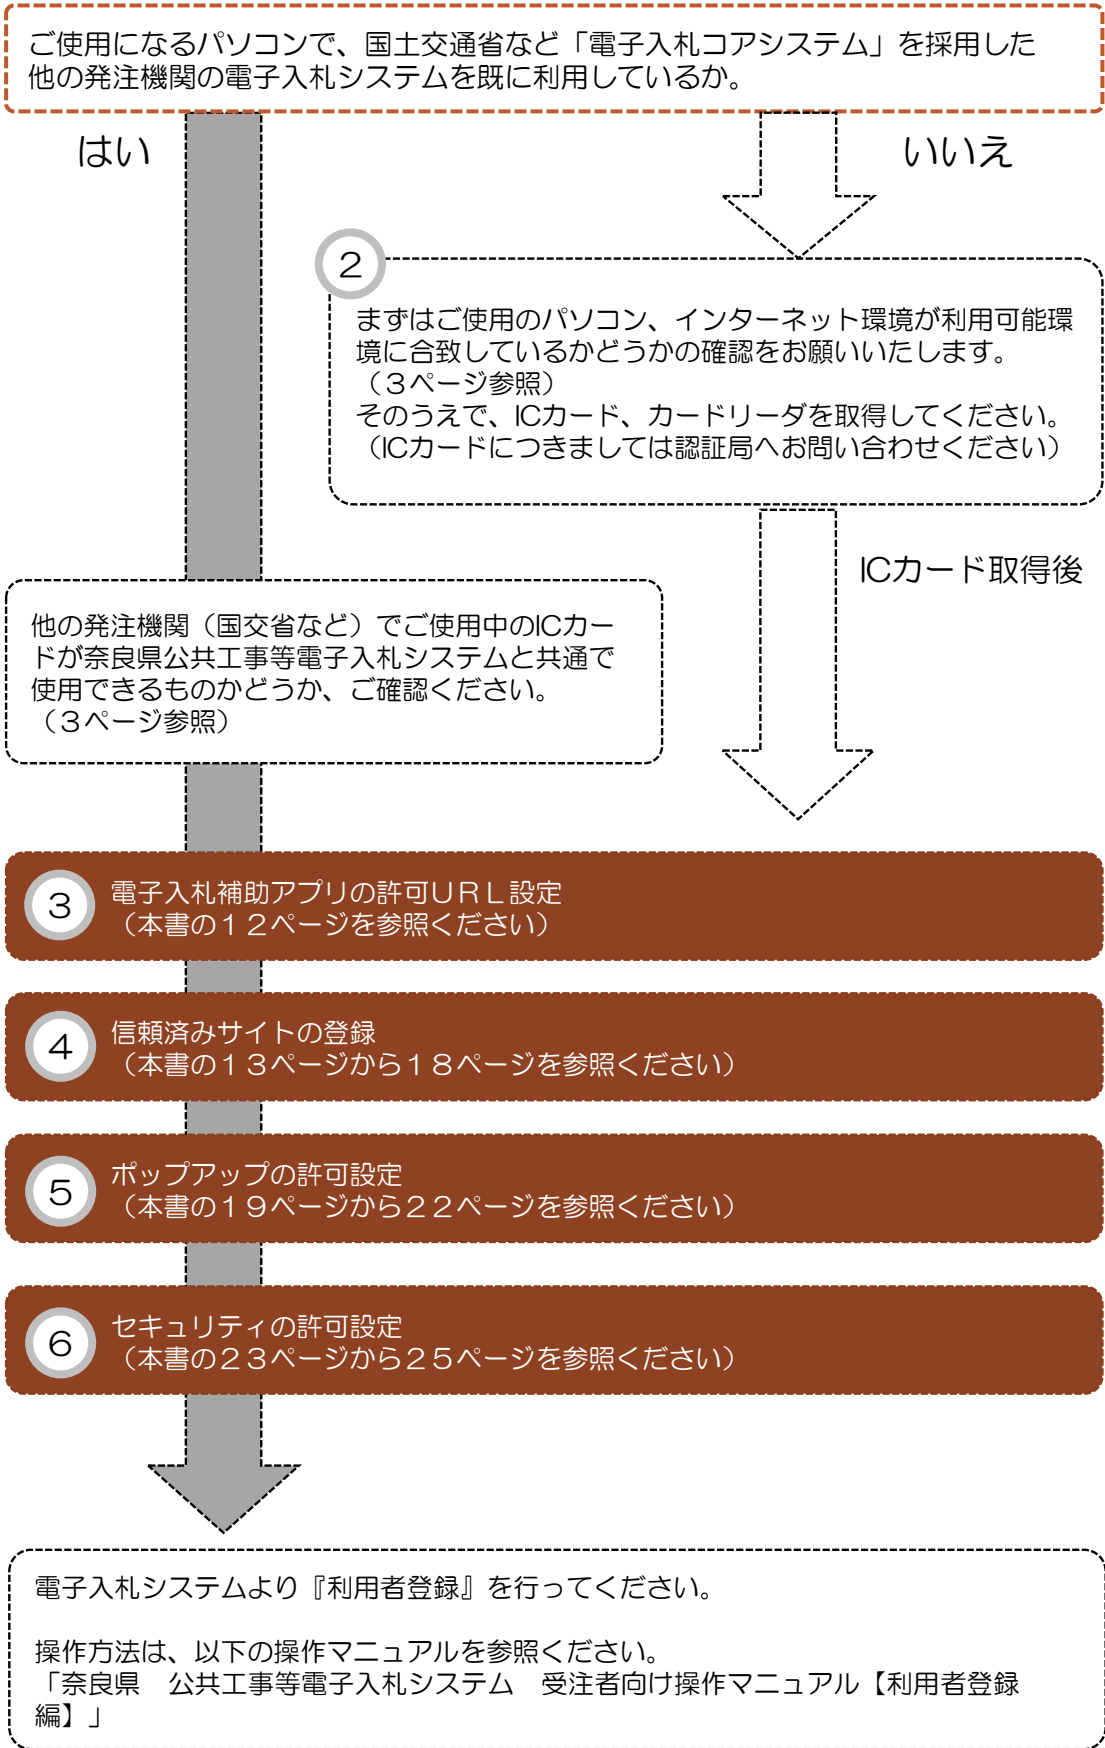 ご使用になるパソコンで、国土交通省など「電子入札コアシステム」を採用した
他の発注機関の電子入札システムを既に利用しているか。
はい
いいえ
2
まずはご使用のパソコン、インターネット環境が利用可能環
境に合致しているかどうかの確認をお願いいたします。
（３ページ参照）
そのうえで、ICカード、カードリーダを取得してください。
（ICカードにつきましては認証局へお問い合わせください）
ICカード取得後
他の発注機関（国交省など）でご使用中のICカー
ドが奈良県公共工事等電子入札システムと共通で
使用できるものかどうか、ご確認ください。
（３ページ参照）
3
電子入札補助アプリの許可ＵＲＬ設定
（本書の１２ページを参照ください）
4
信頼済みサイトの登録
（本書の１３ページから１８ページを参照ください）
5
ポップアップの許可設定
（本書の１９ページから２２ページを参照ください）
6
セキュリティの許可設定
（本書の２３ページから２５ページを参照ください）
電子入札システムより『利用者登録』を行ってください。
操作方法は、以下の操作マニュアルを参照ください。
「奈良県　公共工事等電子入札システム　受注者向け操作マニュアル【利用者登録
編】」